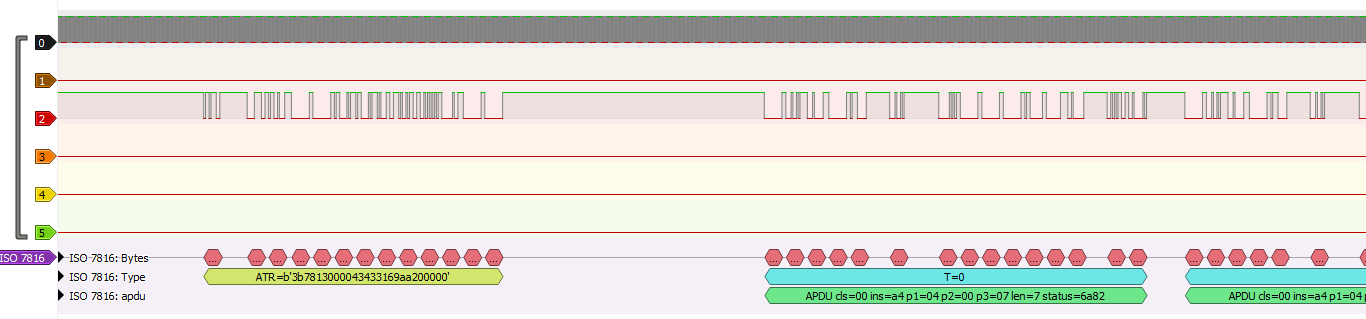 0
1
2
3
4
5
ISO 7816
ISO 7816: Bytes
ISO 7816: Type
ATR=b'3b7813000043433169aa200000'
T=0
ISO 7816: apdu
APDU cls=00 ins=a4 p1=04 p2=00 p3=07 len=7 status=6a82
APDU cls=00 ins=a4 p1=04